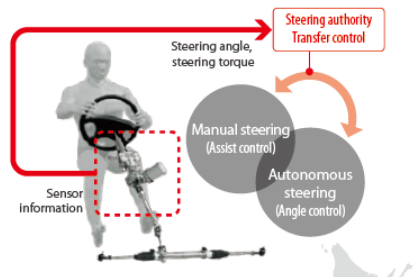 Steering authority
Transfer control
Steering angle,
steering torque
Manual steering
(Assist control)
Autonomous
steering
(Angle control)
Sensor
information